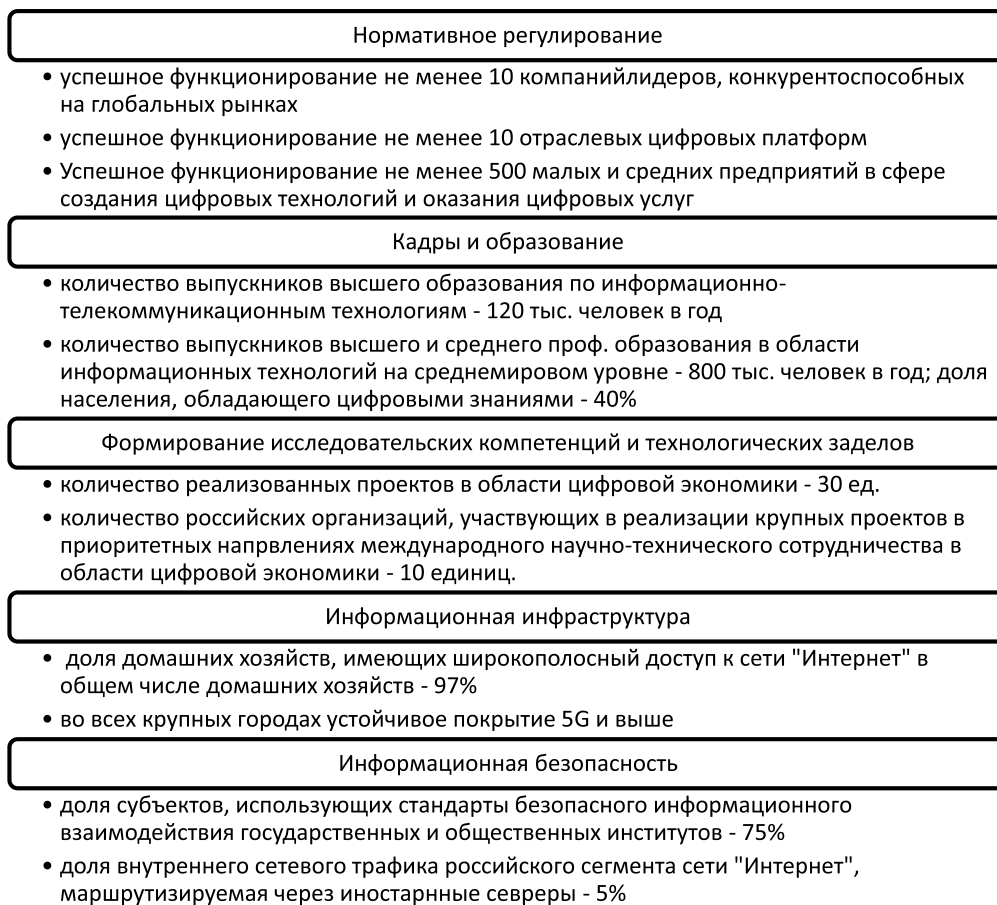 Нормативное регулирование
• успешное функционирование не менее 10 компанийлидеров, конкурентоспособных
на глобальных рынках
• успешное функционирование не менее 10 отраслевых цифровых платформ
• Успешное функционирование не менее 500 малых и средних предприятий в сфере
создания цифровых технологий и оказания цифровых услуг
Кадры и образование
• количество выпускников высшего образования по информационно-
телекоммуникационным технологиям - 120 тыс. человек в год
• количество выпускников высшего и среднего проф. образования в области
информационных технологий на среднемировом уровне - 800 тыс. человек в год; доля
населения, обладающего цифровыми знаниями - 40%
Формирование исследовательских компетенций и технологических заделов
• количество реализованных проектов в области цифровой экономики - 30 ед.
• количество российских организаций, участвующих в реализации крупных проектов в
приоритетных напрвлениях международного научно-технического сотрудничества в
области цифровой экономики - 10 единиц.
Информационная инфраструктура
• доля домашних хозяйств, имеющих широкополосный доступ к сети "Интернет" в
общем числе домашних хозяйств - 97%
• во всех крупных городах устойчивое покрытие 5G и выше
Информационная безопасность
• доля субъектов, использующих стандарты безопасного информационного
взаимодействия государственных и общественных институтов - 75%
• доля внутреннего сетевого трафика российского сегмента сети "Интернет",
маршрутизируемая через иностарнные севреры - 5%